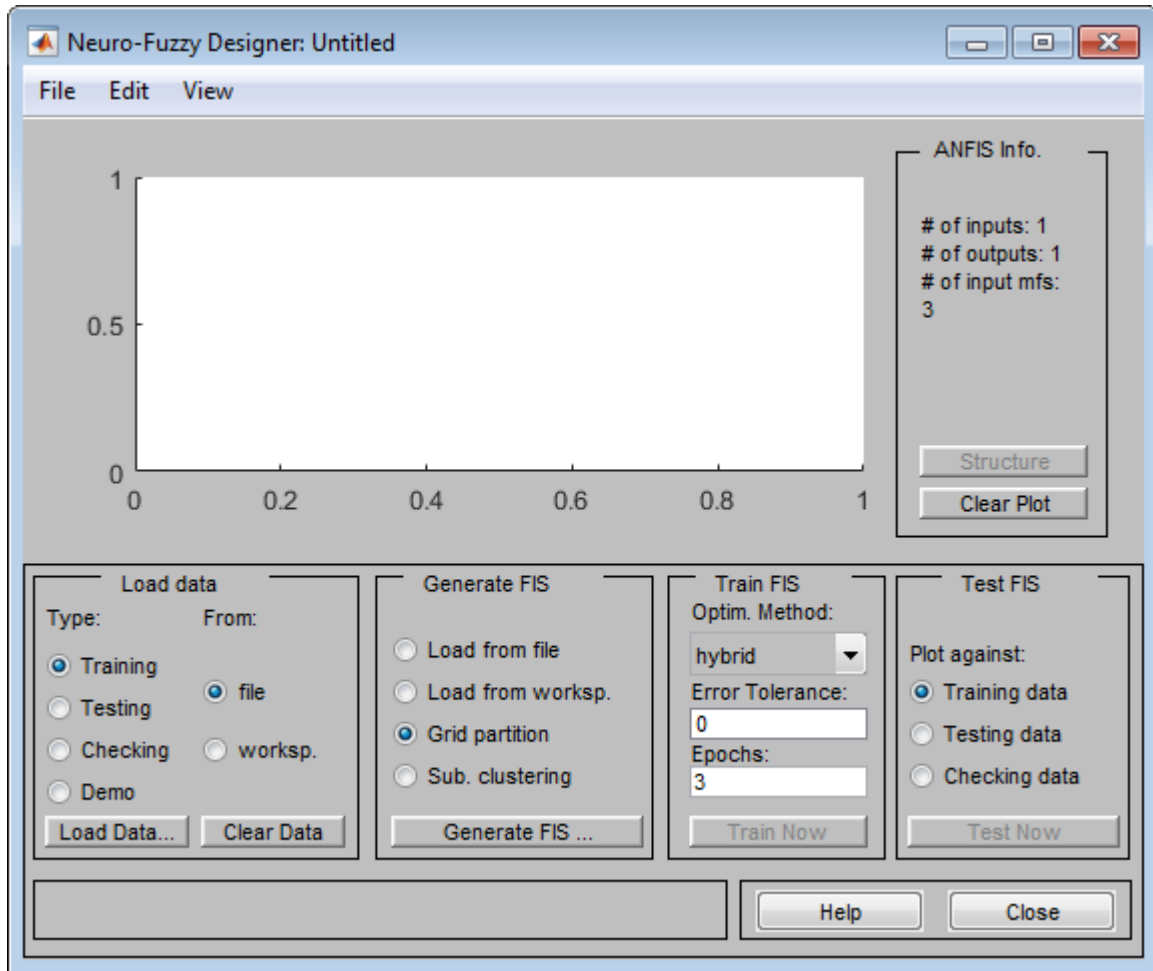 Neuro-Fuzzy Designer: Untitled
File Edit View
1
0.5
0
0 0.2 0.4 0.6 0.8 1
ANFIS Info.
# of inputs: 1
# of outputs: 1
# of input mfs:
3
Structure
Clear Plot
Load data
Type: From:
Training
file
Testing
Checking
worksp.
Demo
Load Data... Clear Data
Generate FIS
Load from file
Load from worksp.
Grid partition
Sub. clustering
Generate FIS ...
Train FIS
Optim. Method:
hybrid
Error Tolerance:
0
Epochs:
3
Train Now
Test FIS
Plot against:
Training data
Testing data
Checking data
Test Now
Help Close